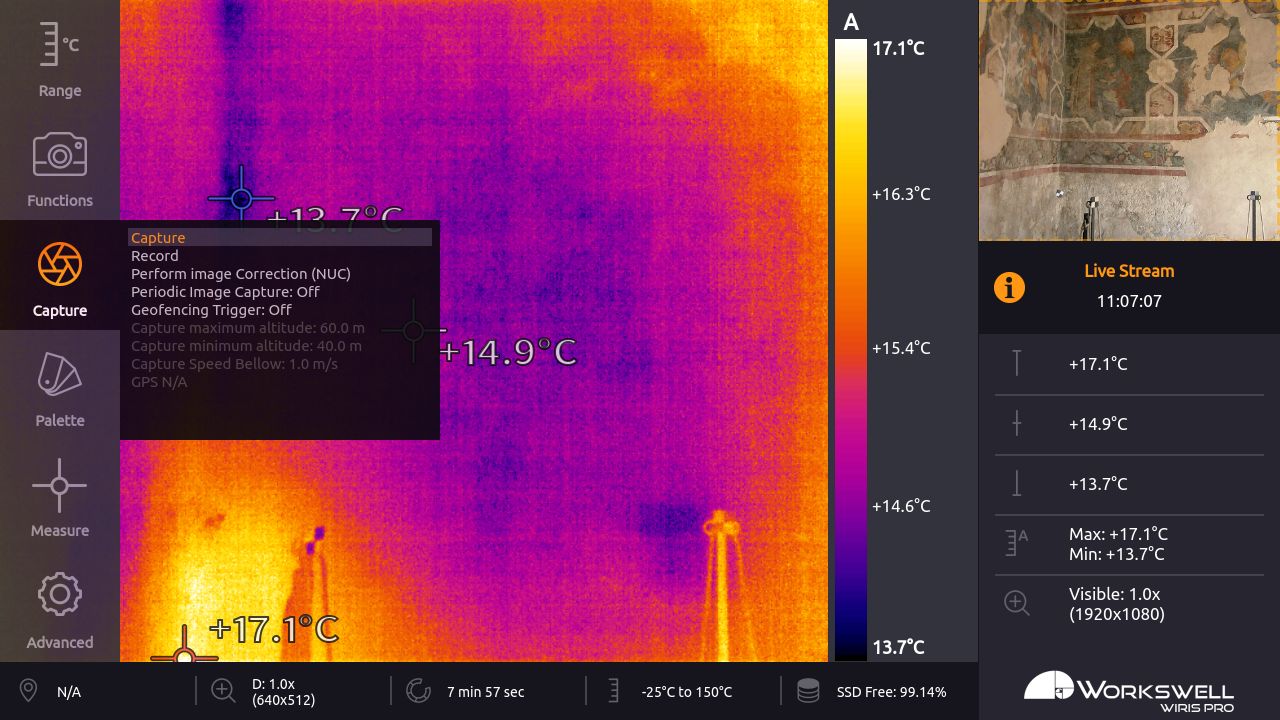 °C
Range
Functions
Capture
Palette
Measure
Advanced
+13.7°C
Capture
Record
Perform image Correction (NUC)
Periodic Image Capture: Off
Geofencing Trigger: Off
Capture maximum altitude: 60.0 m
Capture minimum altitude: 40.0 m
Capture Speed Bellow: 1.0 m/s
GPS N/A
+14.9°C
+17.1°C
A
17.1°C
+16.3°C
+15.4°C
+14.6°C
13.7°C
i
Live Stream
11:07:07
+17.1°C
+14.9°C
+13.7°C
A
Max: +17.1°C
Min: +13.7°C
Visible: 1.0x
(1920x1080)
N/A
D: 1.0x
(640x512)
7 min 57 sec
-25°C to 150°C
SSD Free: 99.14%
WORKSWELL
WIRIS PRO